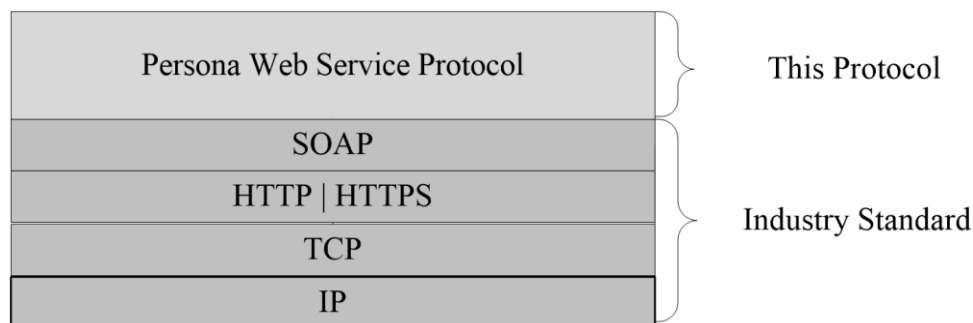 Persona Web Service Protocol
This Protocol
SOAP
HTTP | HTTPS
Industry Standard
TCP
IP